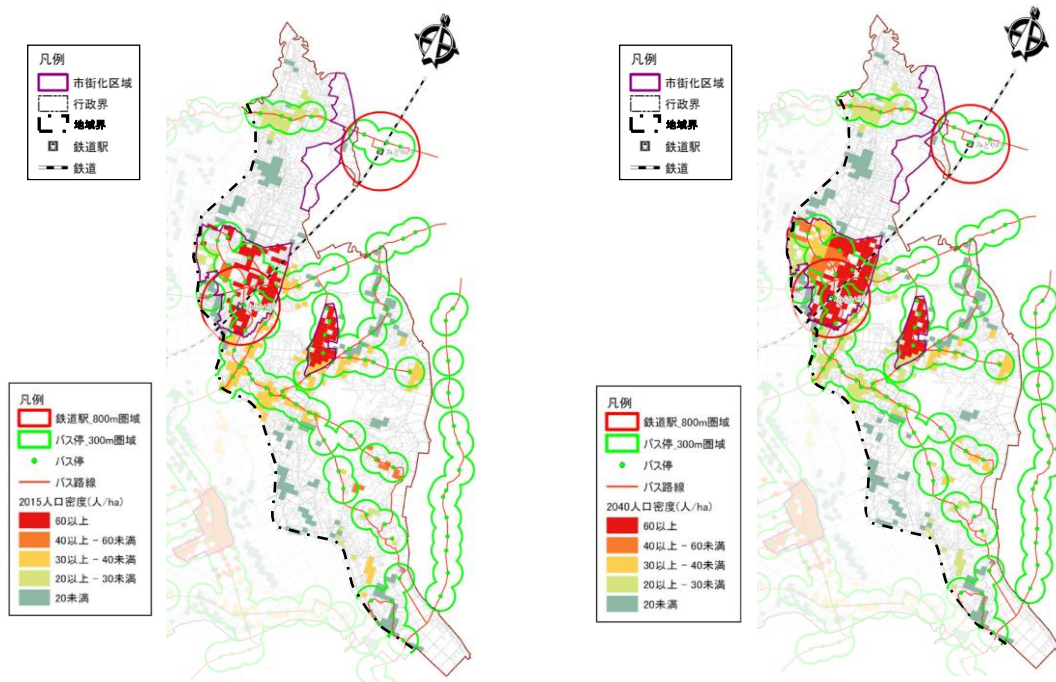 凡例
市街化区域
行政界
地域界
鉄道駅
鉄道
凡例
鉄道駅_800m圏域
バス停_300m圏域
バス停
バス路線
2015人口密度(人/ha)
60以上
40以上 - 60未満
30以上 - 40未満
20以上 - 30未満
20未満
凡例
市街化区域
行政界
地域界
鉄道駅
鉄道
凡例
鉄道駅_800m圏域
バス停_300m圏域
バス停
バス路線
2040人口密度(人/ha)
60以上
40以上 - 60未満
30以上 - 40未満
20以上 - 30未満
20未満